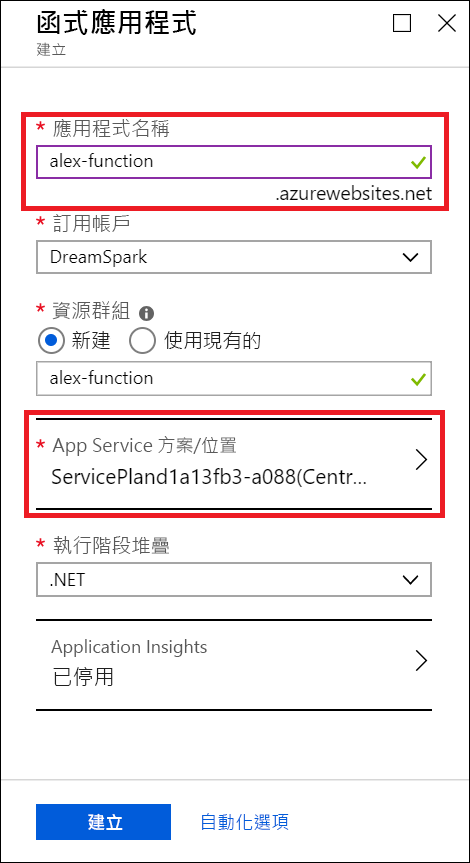 函式應用程式
建立
* 應用程式名稱
alex-function
.azurewebsites.net
* 訂用帳戶
DreamSpark
* 資源群組
新建 使用現有的
alex-function
* App Service 方案/位置
ServicePland1a13fb3-a088(Centr...
* 執行階段堆疊
.NET
Application Insights
已停用
建立 自動化選項